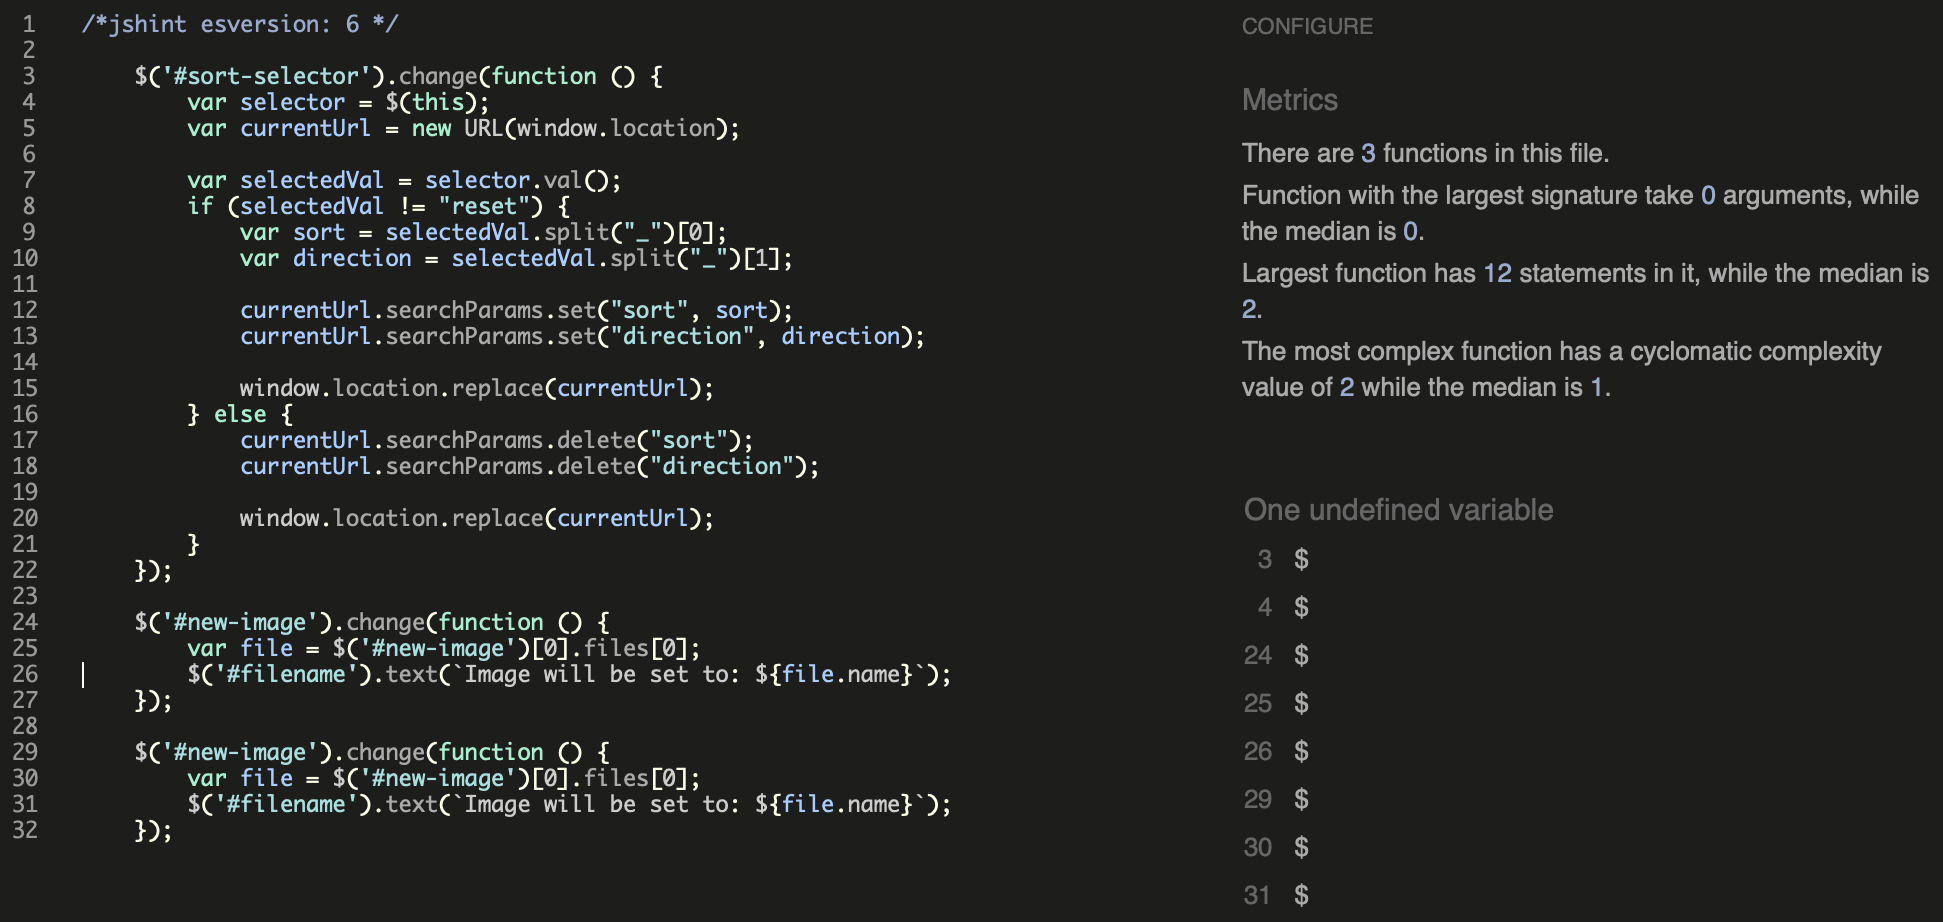 1 /*jshint esversion: 6 */
2
3 $('#sort-selector').change(function () {
4 var selector = $(this);
5 var currentUrl = new URL(window.location);
6
7 var selectedVal = selector.val();
8 if (selectedVal != "reset") {
9 var sort = selectedVal.split("_")[0];
10 var direction = selectedVal.split("_")[1];
11
12 currentUrl.searchParams.set("sort", sort);
13 currentUrl.searchParams.set("direction", direction);
14
15 window.location.replace(currentUrl);
16 } else {
17 currentUrl.searchParams.delete("sort");
18 currentUrl.searchParams.delete("direction");
19
20 window.location.replace(currentUrl);
21 }
22 });
23
24 $('#new-image').change(function () {
25 var file = $('#new-image')[0].files[0];
26 $('#filename').text(`Image will be set to: ${file.name}`);
27 });
28
29 $('#new-image').change(function () {
30 var file = $('#new-image')[0].files[0];
31 $('#filename').text(`Image will be set to: ${file.name}`);
32 });
CONFIGURE
Metrics
There are 3 functions in this file.
Function with the largest signature take 0 arguments, while
the median is 0.
Largest function has 12 statements in it, while the median is
2.
The most complex function has a cyclomatic complexity
value of 2 while the median is 1.
One undefined variable
3 $
4 $
24 $
25 $
26 $
29 $
30 $
31 $